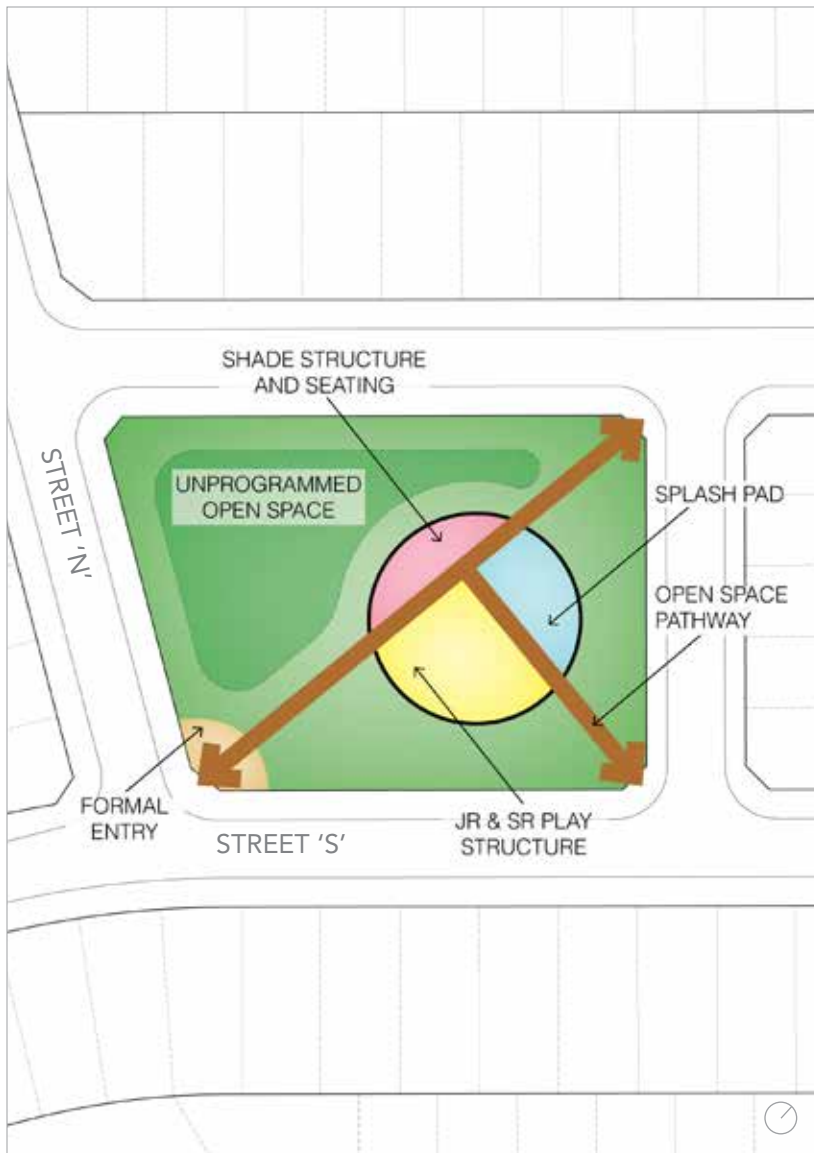 SHADE STRUCTURE
AND SEATING
UNPROGRAMMED
OPEN SPACE
STREET 'N'
SPLASH PAD
OPEN SPACE
PATHWAY
FORMAL
ENTRY
STREET 'S'
JR & SR PLAY
STRUCTURE